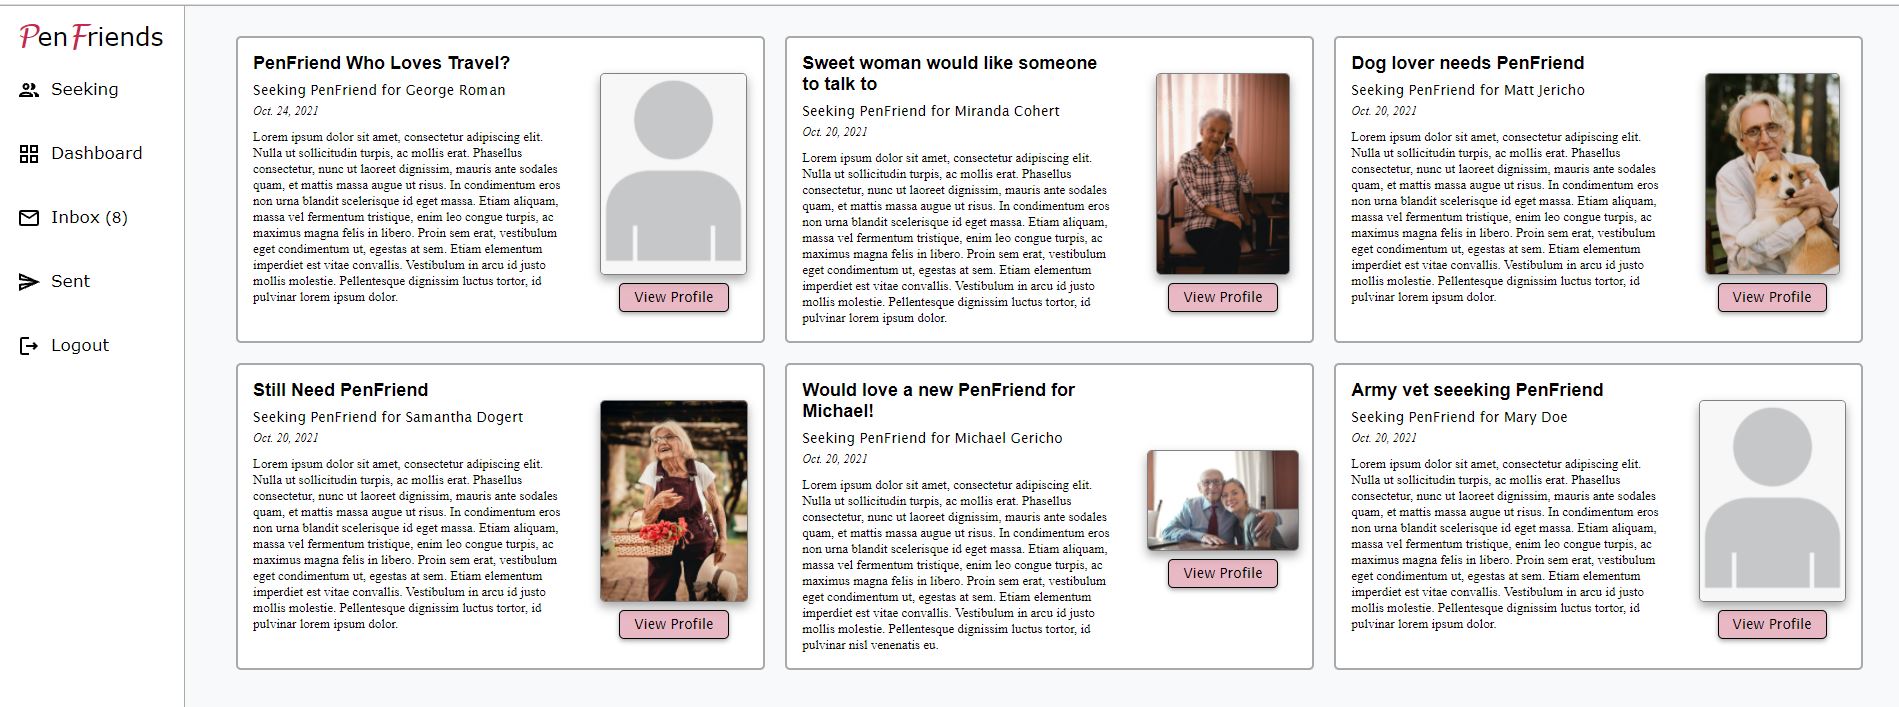 PenFriends
Seeking
Dashboard
Inbox (8)
Sent
Logout
PenFriend Who Loves Travel?
Seeking PenFriend for George Roman
Oct. 24, 2021
Lorem ipsum dolor sit amet, consectetur adipiscing elit.
Nulla ut sollicitudin turpis, ac mollis erat. Phasellus
consectetur, nunc ut laoreet dignissim, mauris ante sodales
quam, et mattis massa augue ut risus. In condimentum eros
non urna blandit scelerisque id eget massa. Etiam aliquam,
massa vel fermentum tristique, enim leo congue turpis, ac
maximus magna felis in libero. Proin sem erat, vestibulum
eget condimentum ut, egestas at sem. Etiam elementum
imperdiet est vitae convallis. Vestibulum in arcu id justo
mollis molestie. Pellentesque dignissim luctus tortor, id
pulvinar lorem ipsum dolor.
View Profile
Sweet woman would like someone
to talk to
Seeking PenFriend for Miranda Cohert
Oct. 20, 2021
Lorem ipsum dolor sit amet, consectetur adipiscing elit.
Nulla ut sollicitudin turpis, ac mollis erat. Phasellus
consectetur, nunc ut laoreet dignissim, mauris ante sodales
quam, et mattis massa augue ut risus. In condimentum eros
non urna blandit scelerisque id eget massa. Etiam aliquam,
massa vel fermentum tristique, enim leo congue turpis, ac
maximus magna felis in libero. Proin sem erat, vestibulum
eget condimentum ut, egestas at sem. Etiam elementum
imperdiet est vitae convallis. Vestibulum in arcu id justo
mollis molestie. Pellentesque dignissim luctus tortor, id
pulvinar lorem ipsum dolor.
View Profile
Dog lover needs PenFriend
Seeking PenFriend for Matt Jericho
Oct. 20, 2021
Lorem ipsum dolor sit amet, consectetur adipiscing elit.
Nulla ut sollicitudin turpis, ac mollis erat. Phasellus
consectetur, nunc ut laoreet dignissim, mauris ante sodales
quam, et mattis massa augue ut risus. In condimentum eros
non urna blandit scelerisque id eget massa. Etiam aliquam,
massa vel fermentum tristique, enim leo congue turpis, ac
maximus magna felis in libero. Proin sem erat, vestibulum
eget condimentum ut, egestas at sem. Etiam elementum
imperdiet est vitae convallis. Vestibulum in arcu id justo
mollis molestie. Pellentesque dignissim luctus tortor, id
pulvinar lorem ipsum dolor.
View Profile
Still Need PenFriend
Seeking PenFriend for Samantha Dogert
Oct. 20, 2021
Lorem ipsum dolor sit amet, consectetur adipiscing elit.
Nulla ut sollicitudin turpis, ac mollis erat. Phasellus
consectetur, nunc ut laoreet dignissim, mauris ante sodales
quam, et mattis massa augue ut risus. In condimentum eros
non urna blandit scelerisque id eget massa. Etiam aliquam,
massa vel fermentum tristique, enim leo congue turpis, ac
maximus magna felis in libero. Proin sem erat, vestibulum
eget condimentum ut, egestas at sem. Etiam elementum
imperdiet est vitae convallis. Vestibulum in arcu id justo
mollis molestie. Pellentesque dignissim luctus tortor, id
pulvinar lorem ipsum dolor.
View Profile
Would love a new PenFriend for
Michael!
Seeking PenFriend for Michael Gericho
Oct. 20, 2021
Lorem ipsum dolor sit amet, consectetur adipiscing elit.
Nulla ut sollicitudin turpis, ac mollis erat. Phasellus
consectetur, nunc ut laoreet dignissim, mauris ante sodales
quam, et mattis massa augue ut risus. In condimentum eros
non urna blandit scelerisque id eget massa. Etiam aliquam,
massa vel fermentum tristique, enim leo congue turpis, ac
maximus magna felis in libero. Proin sem erat, vestibulum
eget condimentum ut, egestas at sem. Etiam elementum
imperdiet est vitae convallis. Vestibulum in arcu id justo
mollis molestie. Pellentesque dignissim luctus tortor, id
pulvinar nisl venenatis eu.
View Profile
Army vet seeeking PenFriend
Seeking PenFriend for Mary Doe
Oct. 20, 2021
Lorem ipsum dolor sit amet, consectetur adipiscing elit.
Nulla ut sollicitudin turpis, ac mollis erat. Phasellus
consectetur, nunc ut laoreet dignissim, mauris ante sodales
quam, et mattis massa augue ut risus. In condimentum eros
non urna blandit scelerisque id eget massa. Etiam aliquam,
massa vel fermentum tristique, enim leo congue turpis, ac
maximus magna felis in libero. Proin sem erat, vestibulum
eget condimentum ut, egestas at sem. Etiam elementum
imperdiet est vitae convallis. Vestibulum in arcu id justo
mollis molestie. Pellentesque dignissim luctus tortor, id
pulvinar lorem ipsum dolor.
View Profile